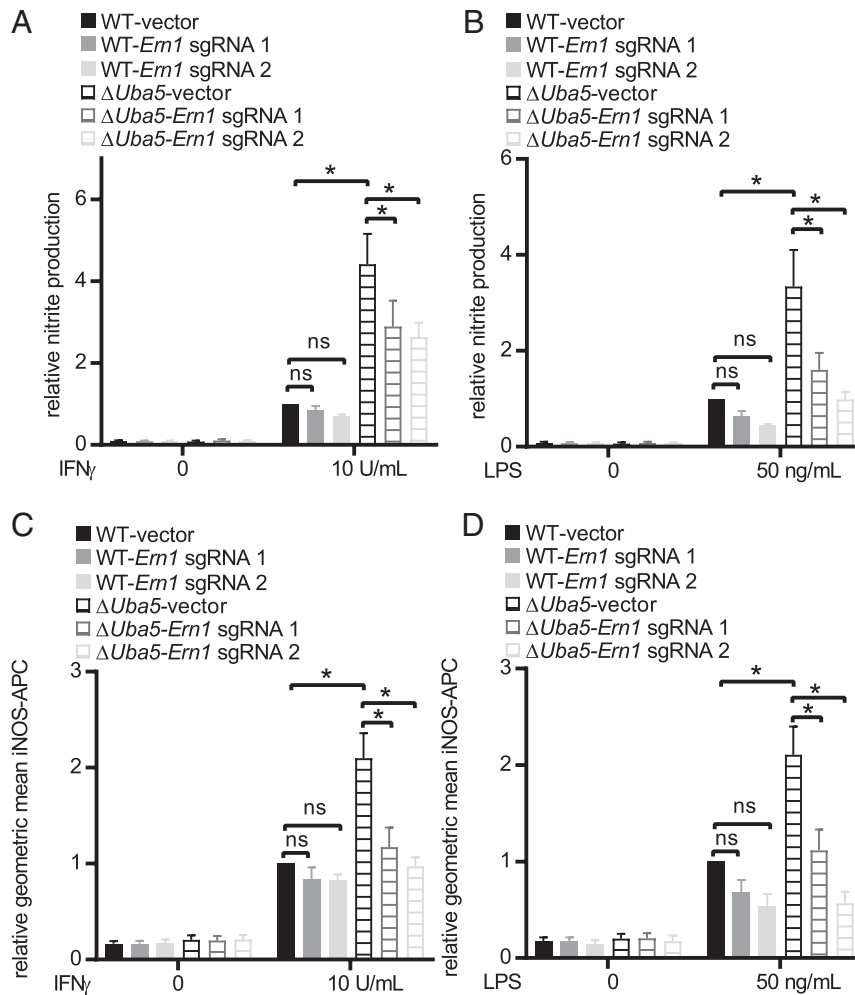 A
WT-vector
WT-Ern1 sgRNA 1
WT-Ern1 sgRNA 2
ΔUba5-vector
ΔUba5-Ern1 sgRNA 1
ΔUba5-Ern1 sgRNA 2
relative nitrite production
6
4
2
0
*
*
*
ns
ns
IFNγ 0 10 U/mL
B
WT-vector
WT-Ern1 sgRNA 1
WT-Ern1 sgRNA 2
ΔUba5-vector
ΔUba5-Ern1 sgRNA 1
ΔUba5-Ern1 sgRNA 2
relative nitrite production
6
4
2
0
*
*
*
ns
ns
LPS 0 50 ng/mL
C
WT-vector
WT-Ern1 sgRNA 1
WT-Ern1 sgRNA 2
ΔUba5-vector
ΔUba5-Ern1 sgRNA 1
ΔUba5-Ern1 sgRNA 2
relative geometric mean iNOS-APC
3
2
1
0
*
*
*
ns
ns
IFNγ 0 10 U/mL
D
WT-vector
WT-Ern1 sgRNA 1
WT-Ern1 sgRNA 2
ΔUba5-vector
ΔUba5-Ern1 sgRNA 1
ΔUba5-Ern1 sgRNA 2
relative geometric mean iNOS-APC
3
2
1
0
*
*
*
ns
ns
LPS 0 50 ng/mL